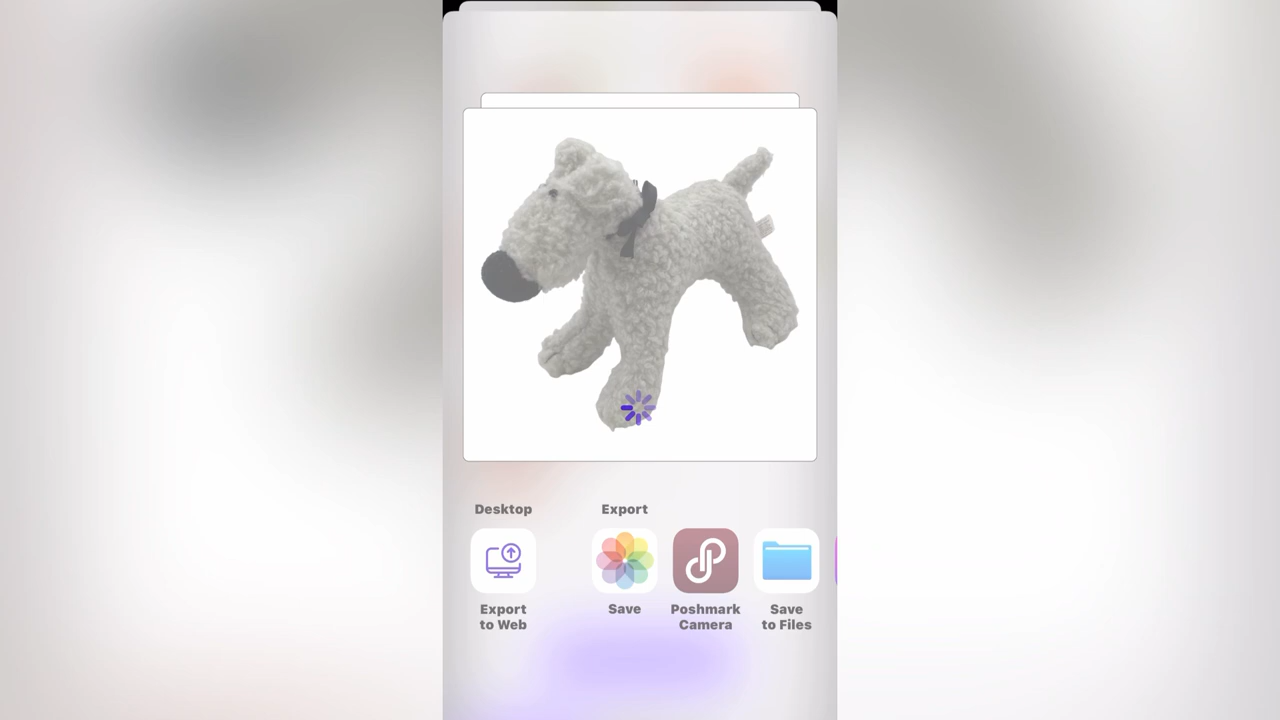 Desktop
Export
Export
to Web
Save
Poshmark
Camera
Save
to Files